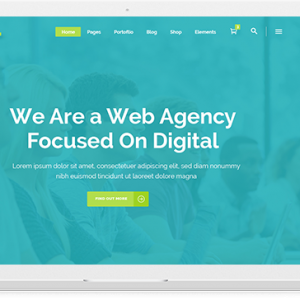 Home Pages Portofilo Blog Shop Elements
We Are a Web Agency
Focused On Digital
Lorem ipsum dolor sit amet, consectetuer adipiscing elit, sed diam nonummy
nibh euismod tincidunt ut laoreet dolore magna
FIND OUT MORE